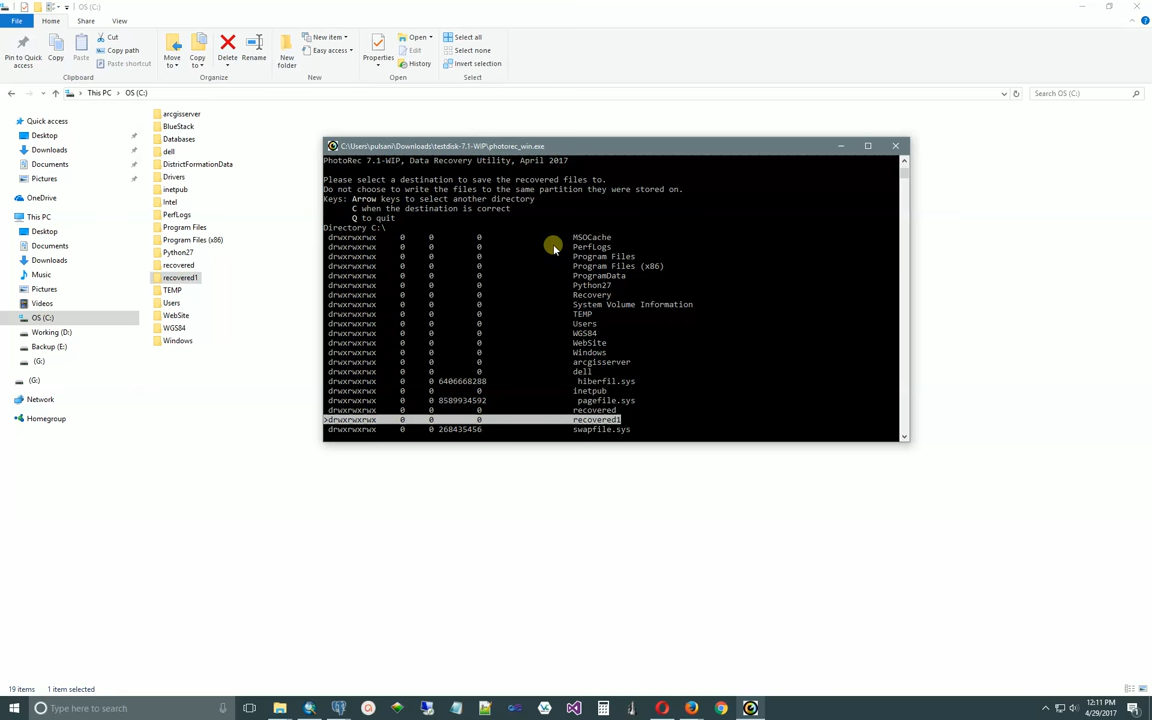 OS (C:)
File
Home
Share
View
Pin to Quick access
Copy
Paste
Cut
Copy path
Paste shortcut
Clipboard
Move to
Copy to
Delete
Rename
Organize
New folder
New item
Easy access
New
Properties
Open
Edit
History
Open
Select all
Select none
Invert selection
Select
This PC
OS (C:)
Search OS (C:)
Quick access
Desktop
Downloads
Documents
Pictures
OneDrive
This PC
Desktop
Downloads
Documents
Music
Pictures
Videos
OS (C:)
Working (D:)
Backup (E:)
(G:)
(G:)
Network
Homegroup
arcgisserver
BlueStack
Databases
dell
DistrictFormationData
Drivers
inetpub
Intel
PerfLogs
Program Files
Program Files (x86)
Python27
recovered
recovered1
TEMP
Users
WebSite
WGS84
Windows
C:\Users\pulsani\Downloads\testdisk-7.1-WIP\photorec_win.exe
PhotoRec 7.1-WIP, Data Recovery Utility, April 2017
Please select a destination to save the recovered files to.
Do not choose to write the files to the same partition they were stored on.
Keys: Arrow keys to select another directory
C when the destination is correct
Q to quit
Directory C:\
drwxrwxrwx 0 0 0 MSOCache
drwxrwxrwx 0 0 0 PerfLogs
drwxrwxrwx 0 0 0 Program Files
drwxrwxrwx 0 0 0 Program Files (x86)
drwxrwxrwx 0 0 0 ProgramData
drwxrwxrwx 0 0 0 Python27
drwxrwxrwx 0 0 0 Recovery
drwxrwxrwx 0 0 0 System Volume Information
drwxrwxrwx 0 0 0 TEMP
drwxrwxrwx 0 0 0 Users
drwxrwxrwx 0 0 0 WGS84
drwxrwxrwx 0 0 0 WebSite
drwxrwxrwx 0 0 0 Windows
drwxrwxrwx 0 0 0 arcgisserver
drwxrwxrwx 0 0 0 dell
drwxrwxrwx 0 0 6406668288 hiberfil.sys
drwxrwxrwx 0 0 0 inetpub
drwxrwxrwx 0 0 8589934592 pagefile.sys
drwxrwxrwx 0 0 0 recovered
>drwxrwxrwx 0 0 0 recovered1
drwxrwxrwx 0 0 268435456 swapfile.sys
19 items
1 item selected
Type here to search
12:11 PM
4/29/2017